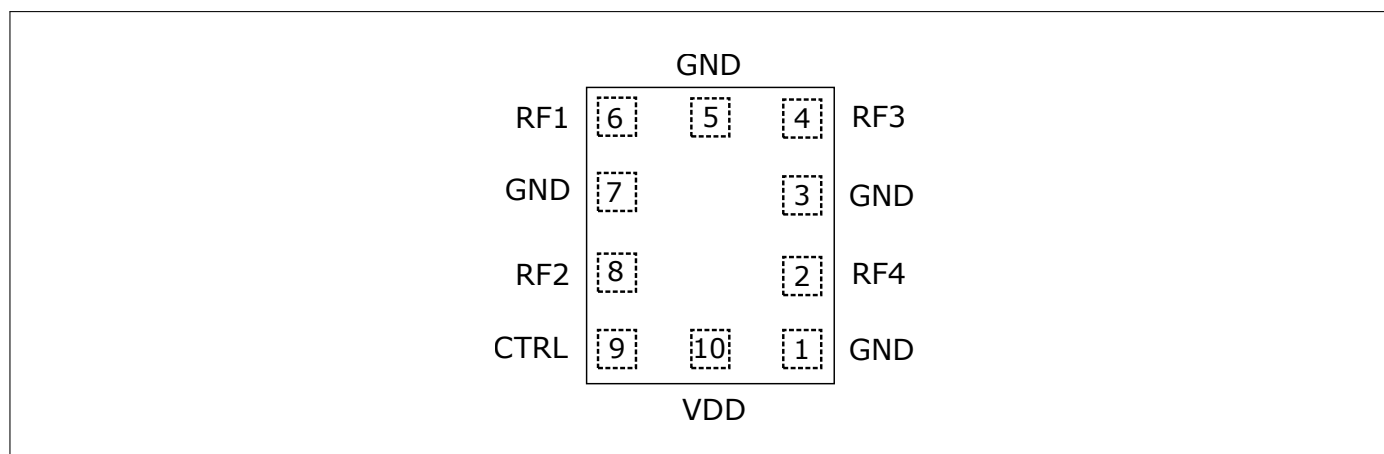 GND
RF1 6 5 4 RF3
GND 7 3 GND
RF2 8 2 RF4
CTRL 9 10 1 GND
VDD